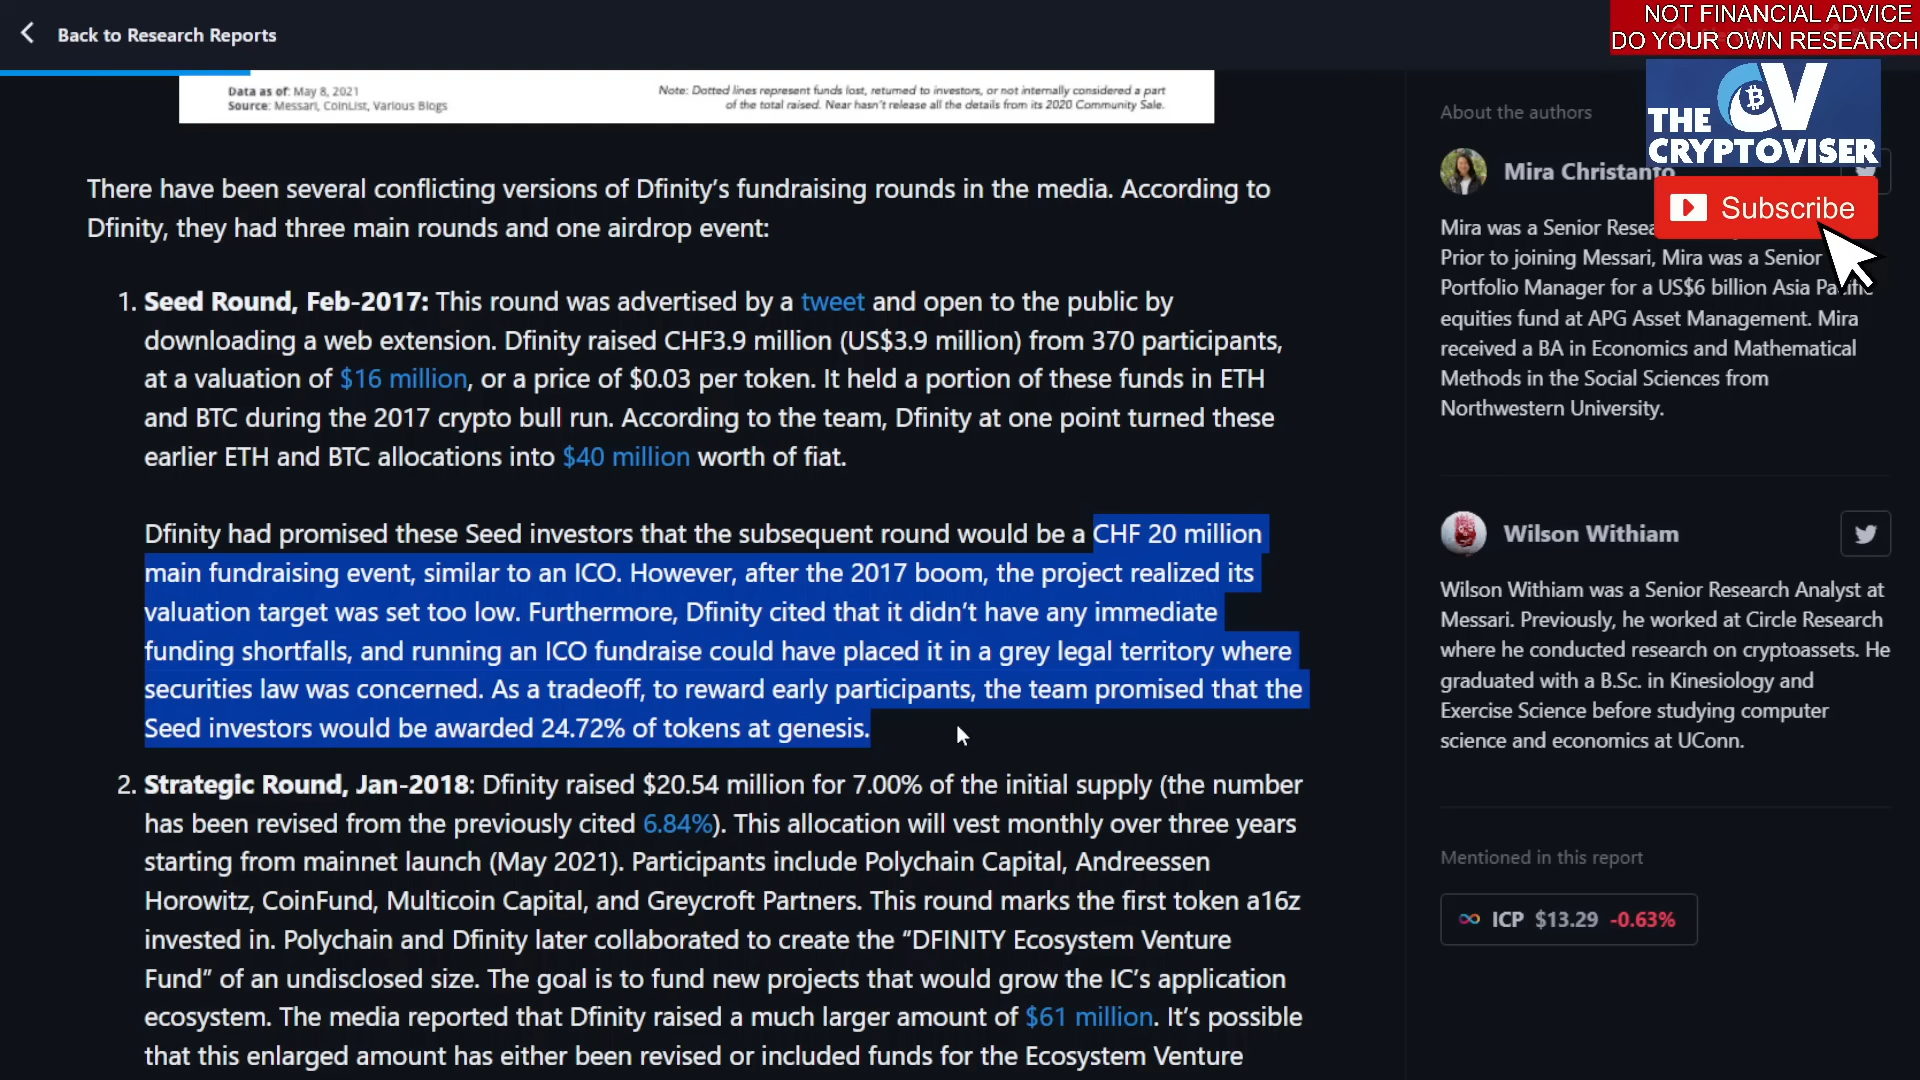 Back to Research Reports
NOT FINANCIAL ADVICE
DO YOUR OWN RESEARCH
Data as of: May 8, 2021
Source: Messari, CoinList, Various Blogs
Note: Dotted lines represent funds lost, returned to investors, or not internally considered a part
of the total raised. Near hasn't release all the details from its 2020 Community Sale.
There have been several conflicting versions of Dfinity's fundraising rounds in the media. According to
Dfinity, they had three main rounds and one airdrop event:
1. Seed Round, Feb-2017: This round was advertised by a tweet and open to the public by
downloading a web extension. Dfinity raised CHF3.9 million (US$3.9 million) from 370 participants,
at a valuation of $16 million, or a price of $0.03 per token. It held a portion of these funds in ETH
and BTC during the 2017 crypto bull run. According to the team, Dfinity at one point turned these
earlier ETH and BTC allocations into $40 million worth of fiat.
Dfinity had promised these Seed investors that the subsequent round would be a CHF 20 million
main fundraising event, similar to an ICO. However, after the 2017 boom, the project realized its
valuation target was set too low. Furthermore, Dfinity cited that it didn't have any immediate
funding shortfalls, and running an ICO fundraise could have placed it in a grey legal territory where
securities law was concerned. As a tradeoff, to reward early participants, the team promised that the
Seed investors would be awarded 24.72% of tokens at genesis.
2. Strategic Round, Jan-2018: Dfinity raised $20.54 million for 7.00% of the initial supply (the number
has been revised from the previously cited 6.84%). This allocation will vest monthly over three years
starting from mainnet launch (May 2021). Participants include Polychain Capital, Andreessen
Horowitz, CoinFund, Multicoin Capital, and Greycroft Partners. This round marks the first token a16z
invested in. Polychain and Dfinity later collaborated to create the "DFINITY Ecosystem Venture
Fund" of an undisclosed size. The goal is to fund new projects that would grow the IC's application
ecosystem. The media reported that Dfinity raised a much larger amount of $61 million. It's possible
that this enlarged amount has either been revised or included funds for the Ecosystem Venture
About the authors
THE CV
CRYPTOVISER
Mira Christanto
Subscribe
Mira was a Senior
Prior to joining Messari, Mira was a Senior
Portfolio Manager for a US$6 billion Asia Pacific
equities fund at APG Asset Management. Mira
received a BA in Economics and Mathematical
Methods in the Social Sciences from
Northwestern University.
Wilson Withiam
Wilson Withiam was a Senior Research Analyst at
Messari. Previously, he worked at Circle Research
where he conducted research on cryptoassets. He
graduated with a B.Sc. in Kinesiology and
Exercise Science before studying computer
science and economics at UConn.
Mentioned in this report
ICP $13.29 -0.63%